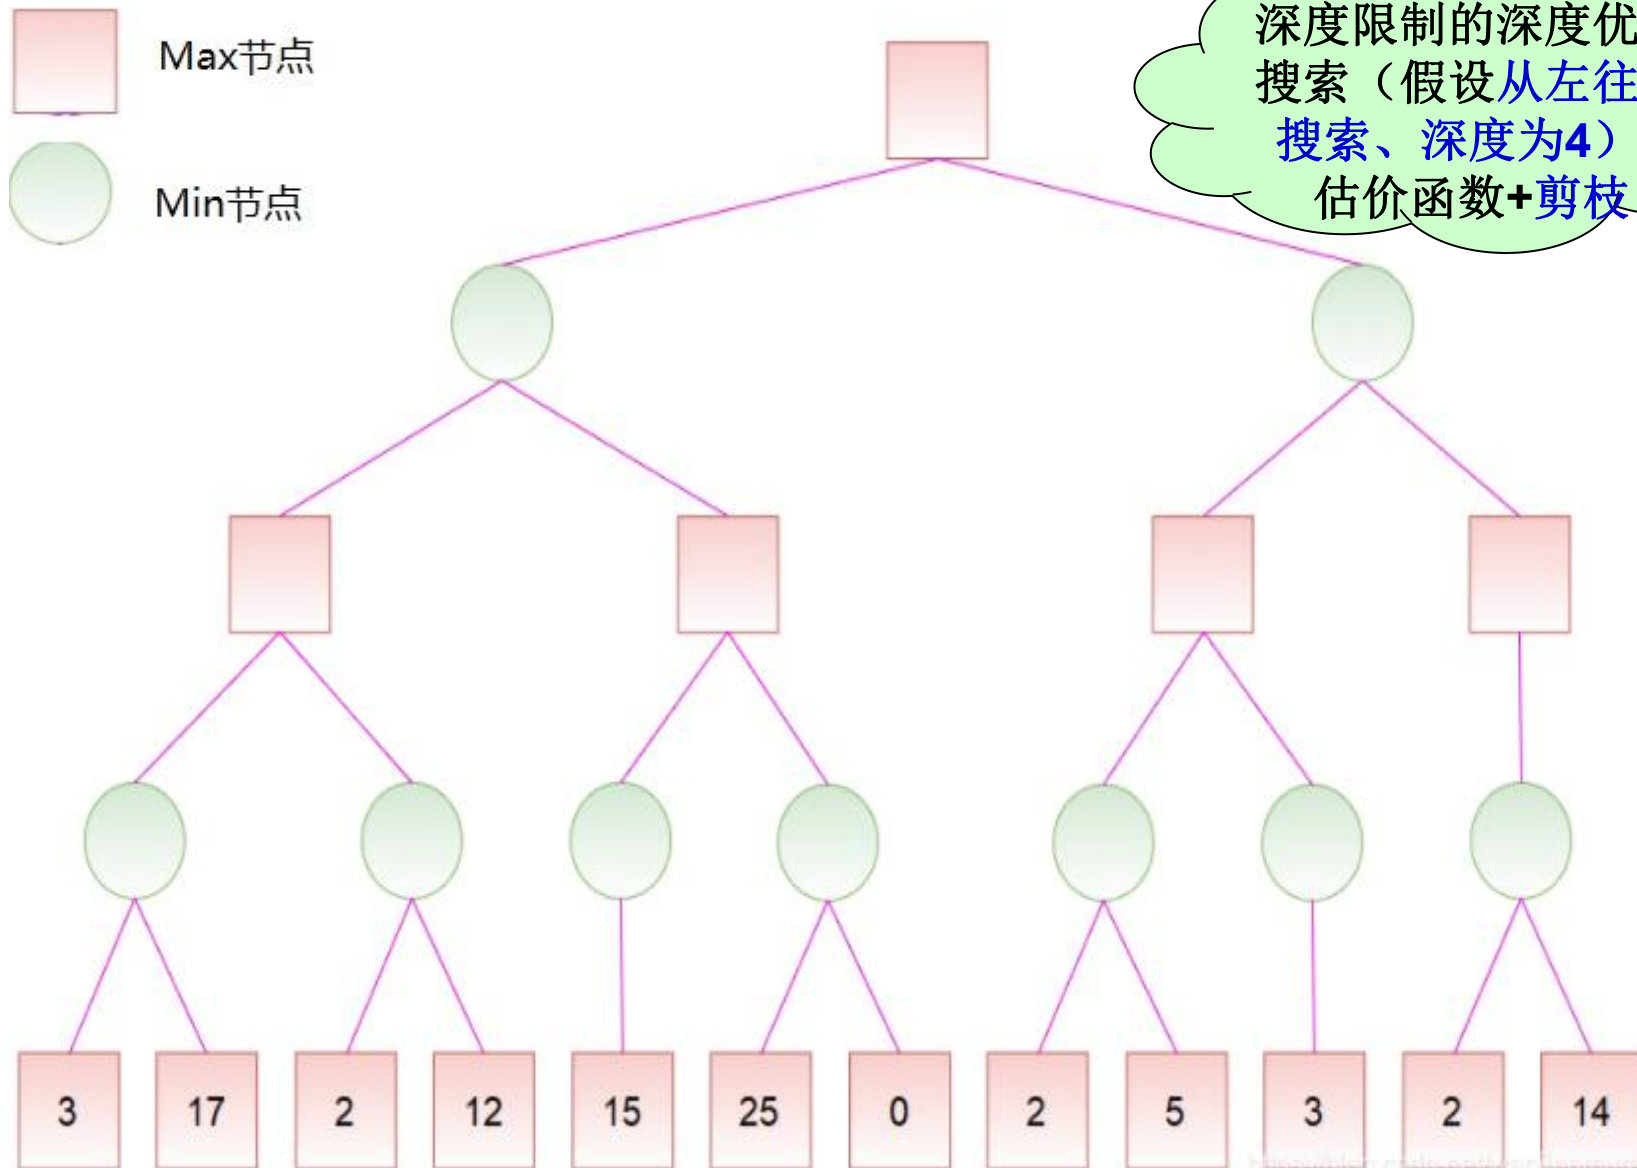 Max节点
Min节点
深度限制的深度优
搜索（假设从左往
搜索、深度为4）
估价函数+剪枝
3 17 2 12 15 25 0 2 5 3 2 14